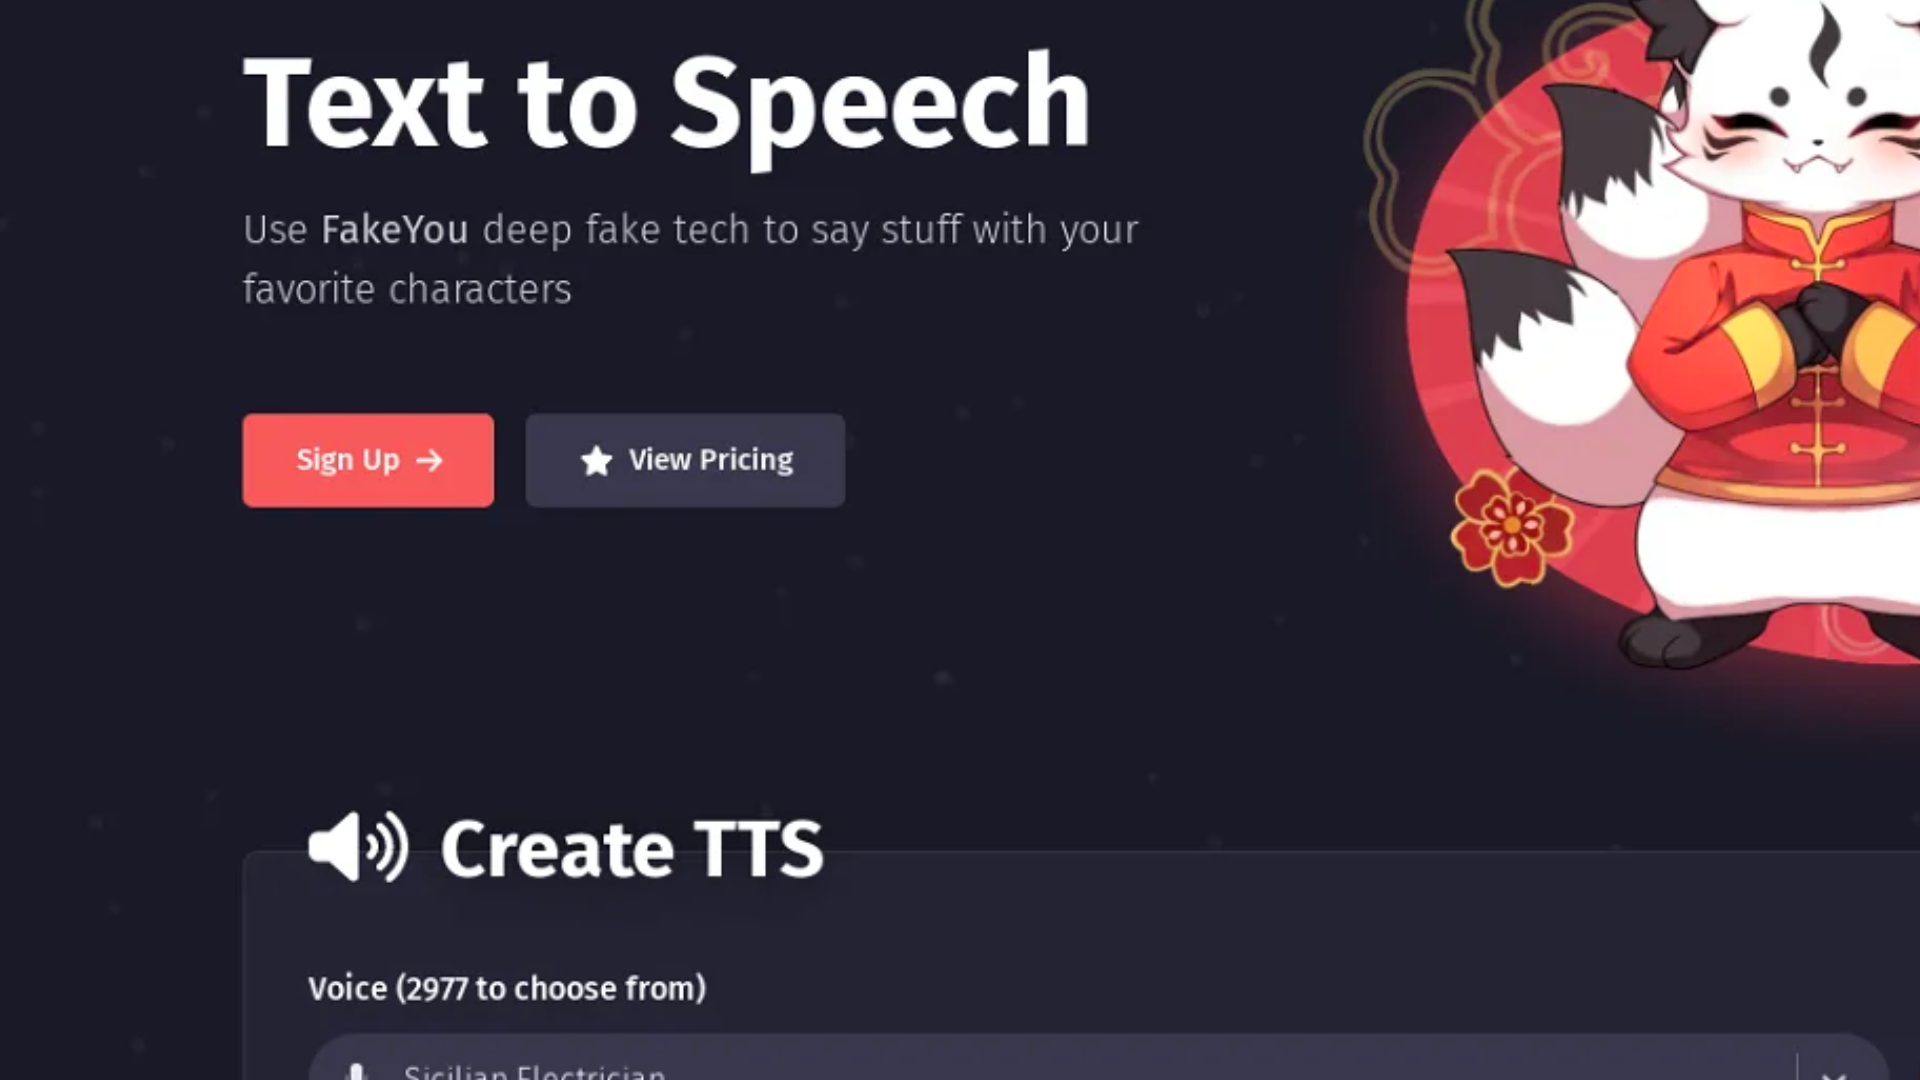 Text to Speech
Use FakeYou deep fake tech to say stuff with your
favorite characters
Sign Up
View Pricing
Create TTS
Voice (2977 to choose from)
Sicilian Electrician